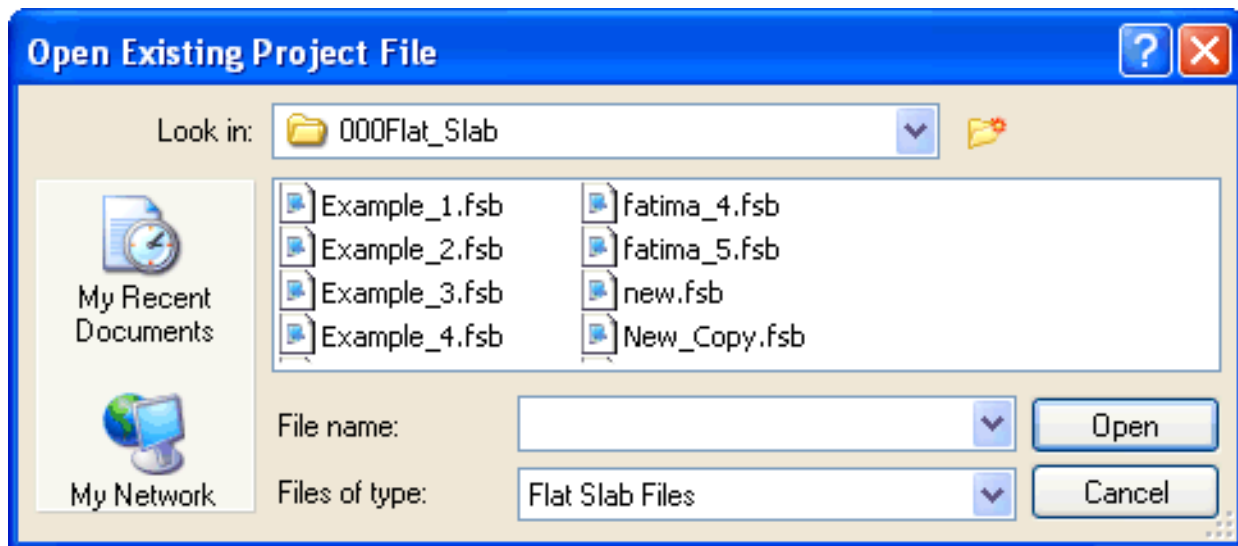 Open Existing Project File
?
Look in: 000Flat_Slab
My Recent
Documents
My Network
Example_1.fsb
Example_2.fsb
Example_3.fsb
Example_4.fsb
fatima_4.fsb
fatima_5.fsb
new.fsb
New_Copy.fsb
File name:
Open
Files of type: Flat Slab Files
Cancel